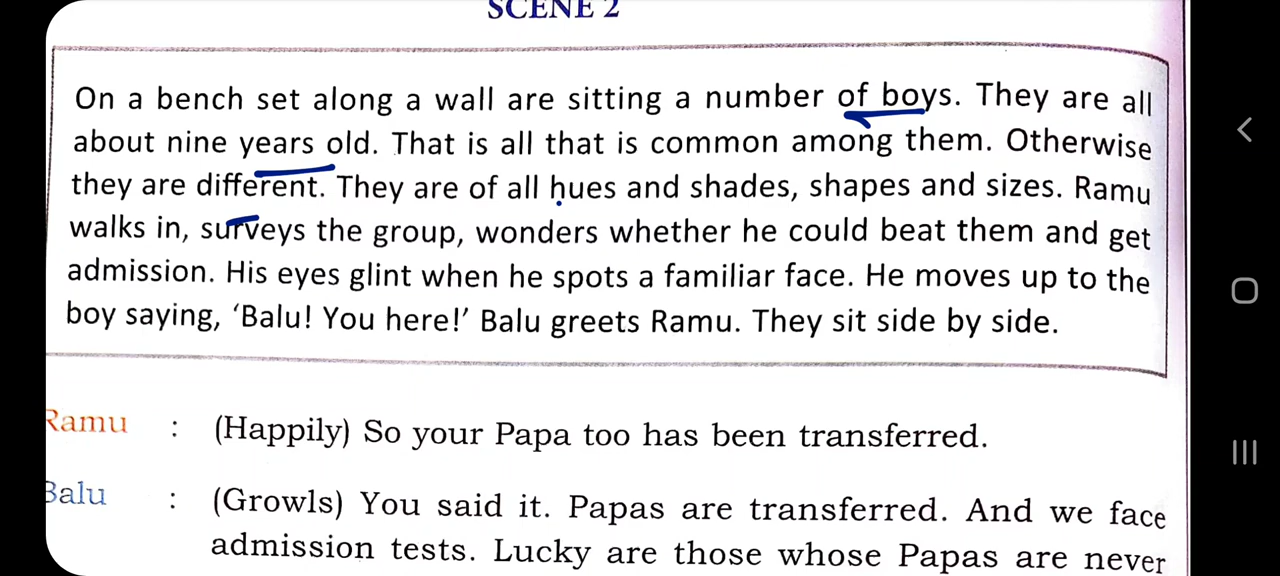 SCENE 2
On a bench set along a wall are sitting a number of boys. They are all
about nine years old. That is all that is common among them. Otherwise
they are different. They are of all hues and shades, shapes and sizes. Ramu
walks in, surveys the group, wonders whether he could beat them and get
admission. His eyes glint when he spots a familiar face. He moves up to the
boy saying, ‘Balu! You here!’ Balu greets Ramu. They sit side by side.
Ramu : (Happily) So your Papa too has been transferred.
Balu : (Growls) You said it. Papas are transferred. And we face
admission tests. Lucky are those whose Papas are never